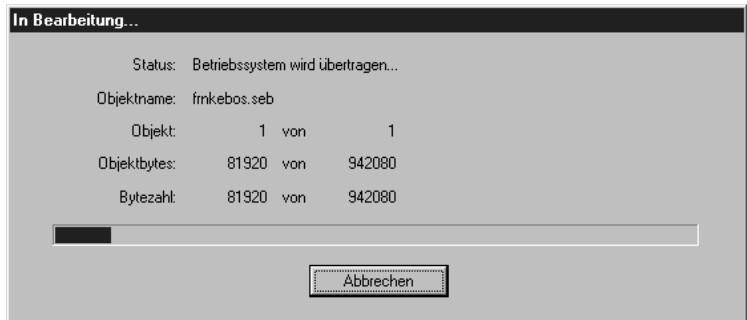 In Bearbeitung...
Status: Betriebssystem wird übertragen...
Objektname: frnkebos.seb
Objekt: 1 von 1
Objektbytes: 81920 von 942080
Bytezahl: 81920 von 942080
Abbrechen